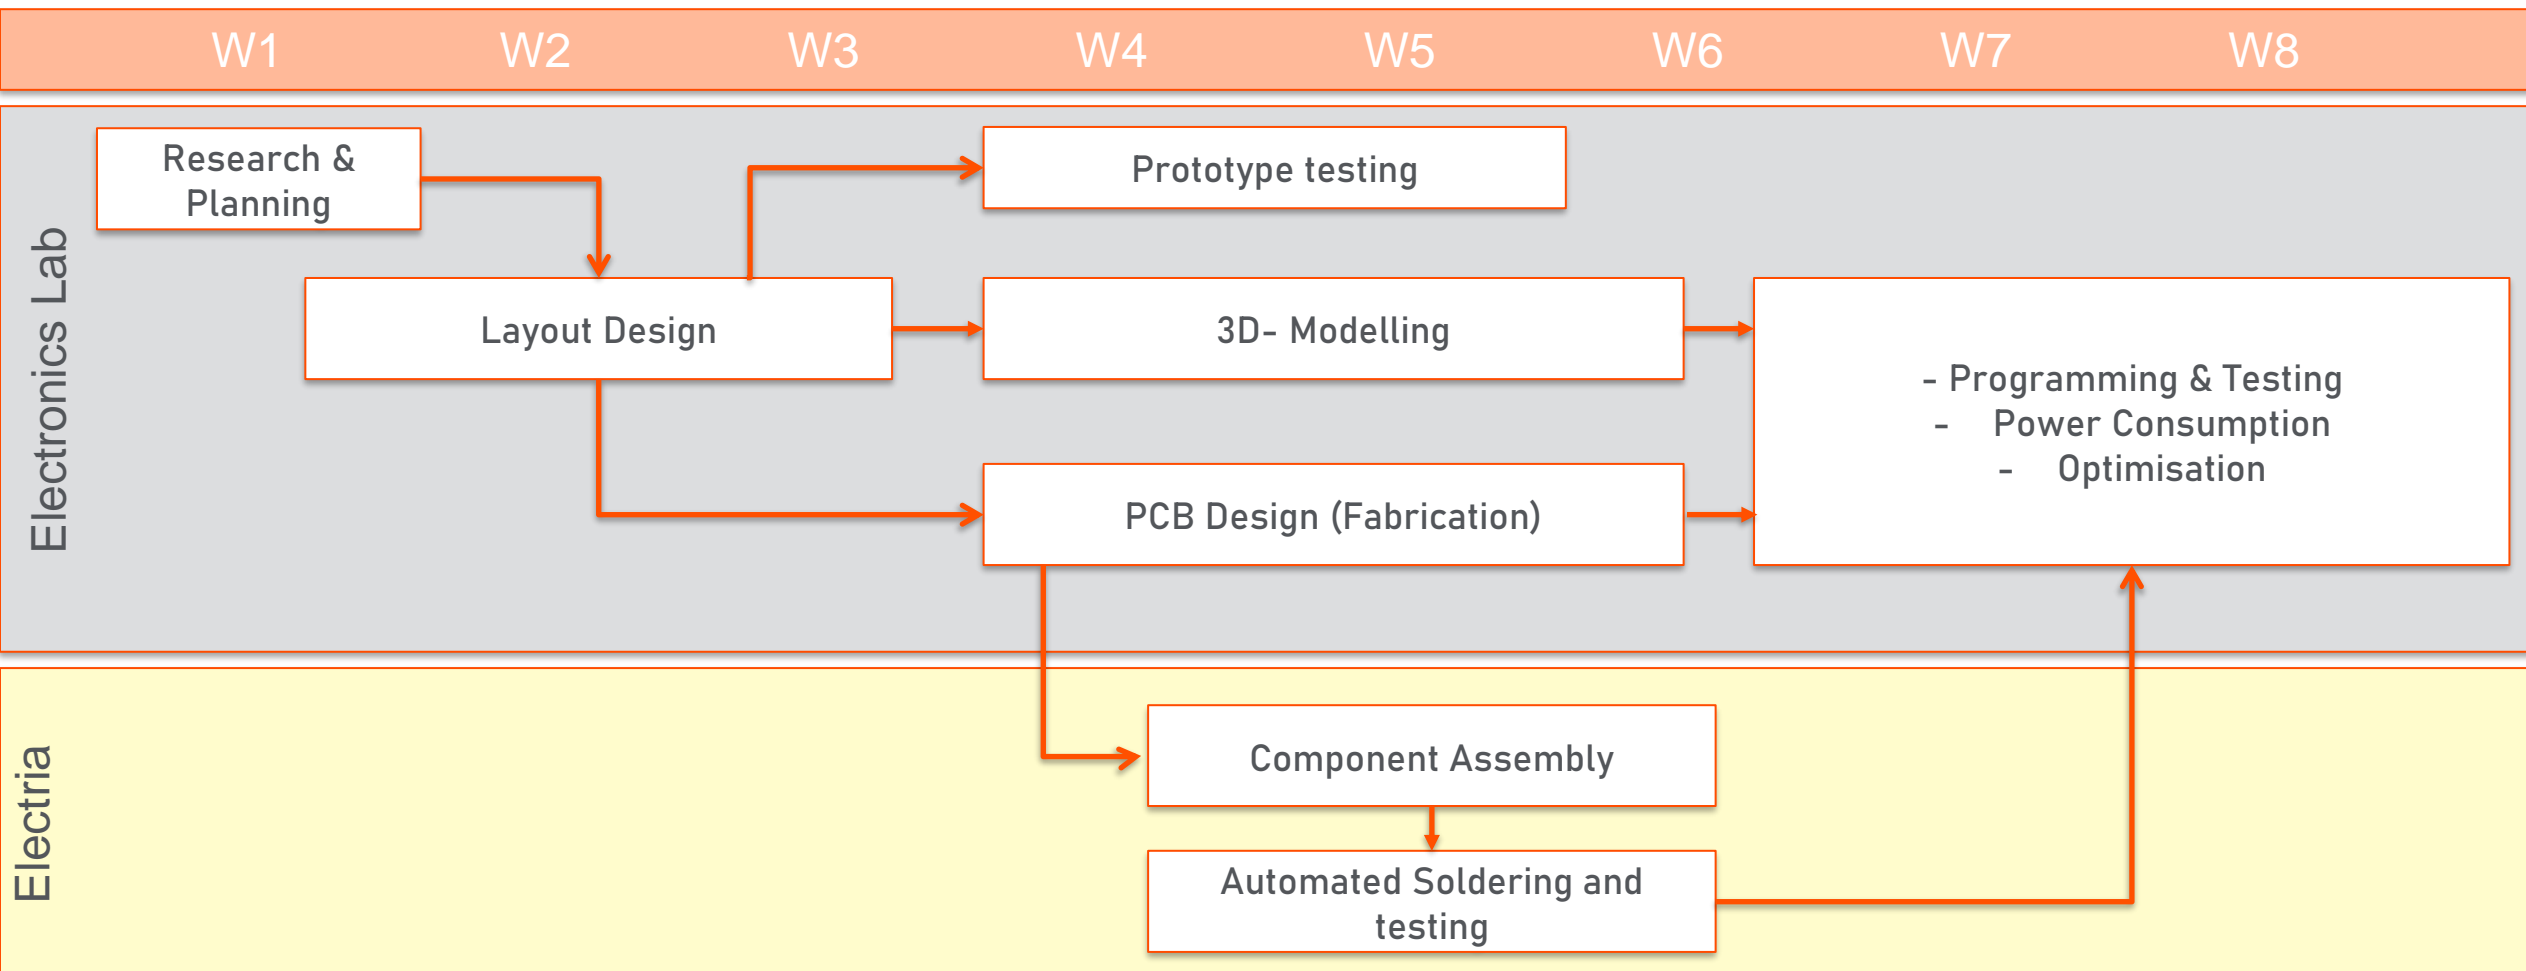 W1 W2 W3 W4 W5 W6 W7 W8
Electronics Lab
Research &
Planning
Prototype testing
Layout Design
3D- Modelling
- Programming & Testing
- Power Consumption
- Optimisation
PCB Design (Fabrication)
Electria
Component Assembly
Automated Soldering and
testing